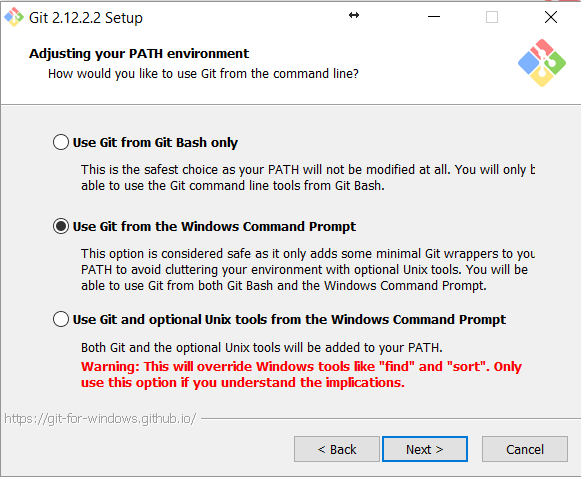 Git 2.12.2.2 Setup
Adjusting your PATH environment
How would you like to use Git from the command line?
Use Git from Git Bash only
This is the safest choice as your PATH will not be modified at all. You will only
able to use the Git command line tools from Git Bash.
Use Git from the Windows Command Prompt
This option is considered safe as it only adds some minimal Git wrappers to
PATH to avoid cluttering your environment with optional Unix tools. You will be
able to use Git from both Git Bash and the Windows Command Prompt.
Use Git and optional Unix tools from the Windows Command Prompt
Both Git and the optional Unix tools will be added to your PATH.
Warning: This will override Windows tools like "find" and "sort". Only
use this option if you understand the implications.
https://git-for-windows.github.io/
< Back
Next >
Cancel